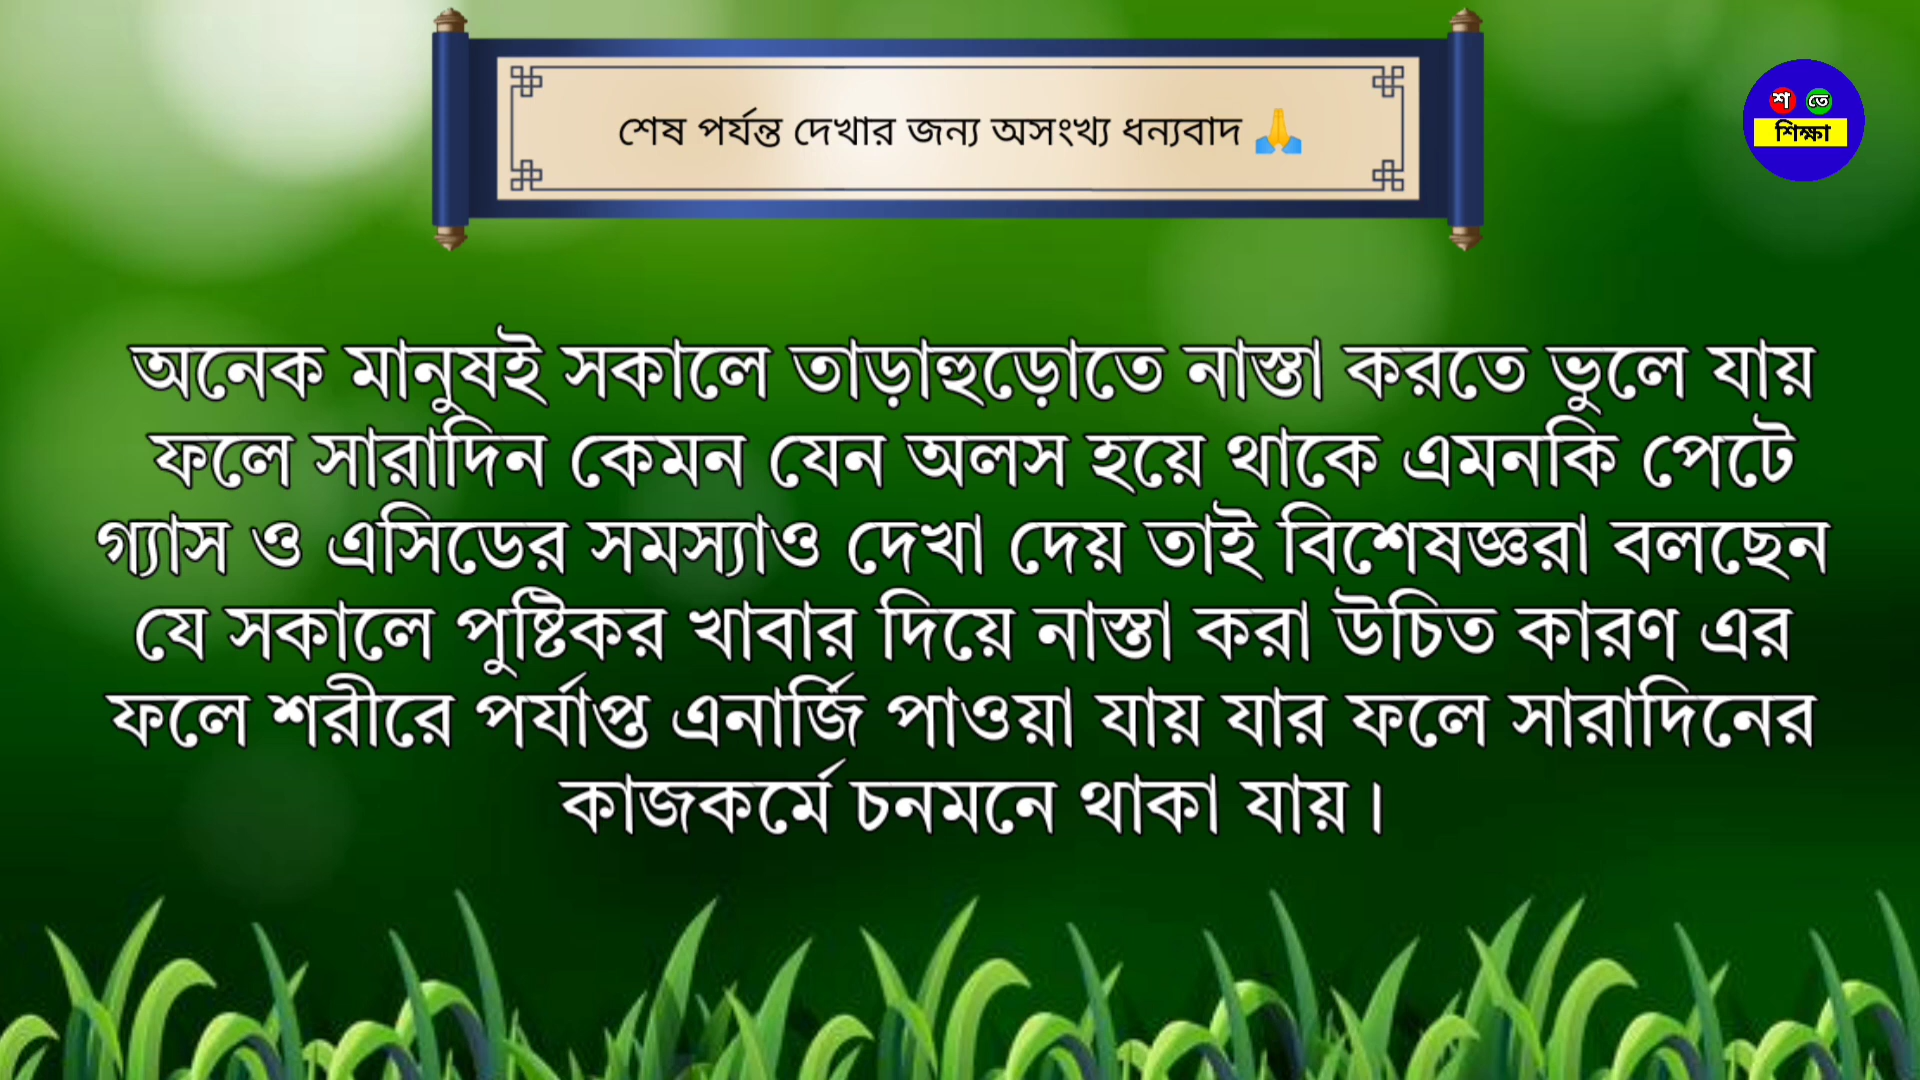 শেষ পর্যন্ত দেখার জন্য অসংখ্য ধন্যবাদ 🙏
শ তে
শিক্ষা
অনেক মানুষই সকালে তাড়াহুড়োতে নাস্তা করতে ভুলে যায়
ফলে সারাদিন কেমন যেন অলস হয়ে থাকে এমনকি পেটে
গ্যাস ও এসিডের সমস্যাও দেখা দেয় তাই বিশেষজ্ঞরা বলছেন
যে সকালে পুষ্টিকর খাবার দিয়ে নাস্তা করা উচিত কারণ এর
ফলে শরীরে পর্যাপ্ত এনার্জি পাওয়া যায় যার ফলে সারাদিনের
কাজকর্মে চনমনে থাকা যায়।